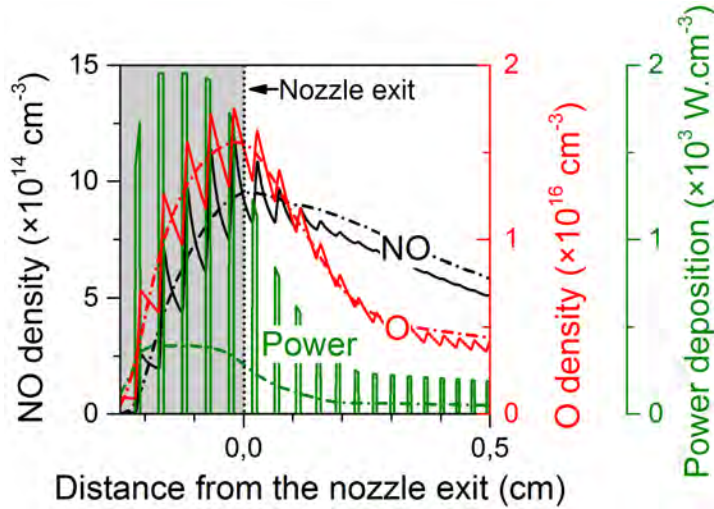 15
10
5
0
NO density (×10¹⁴ cm⁻³)
Nozzle exit
NO
O
Power
2
1
0
O density (×10¹⁶ cm⁻³)
2
1
0
Power deposition (×10³ W.cm⁻³)
0,0
0,5
Distance from the nozzle exit (cm)